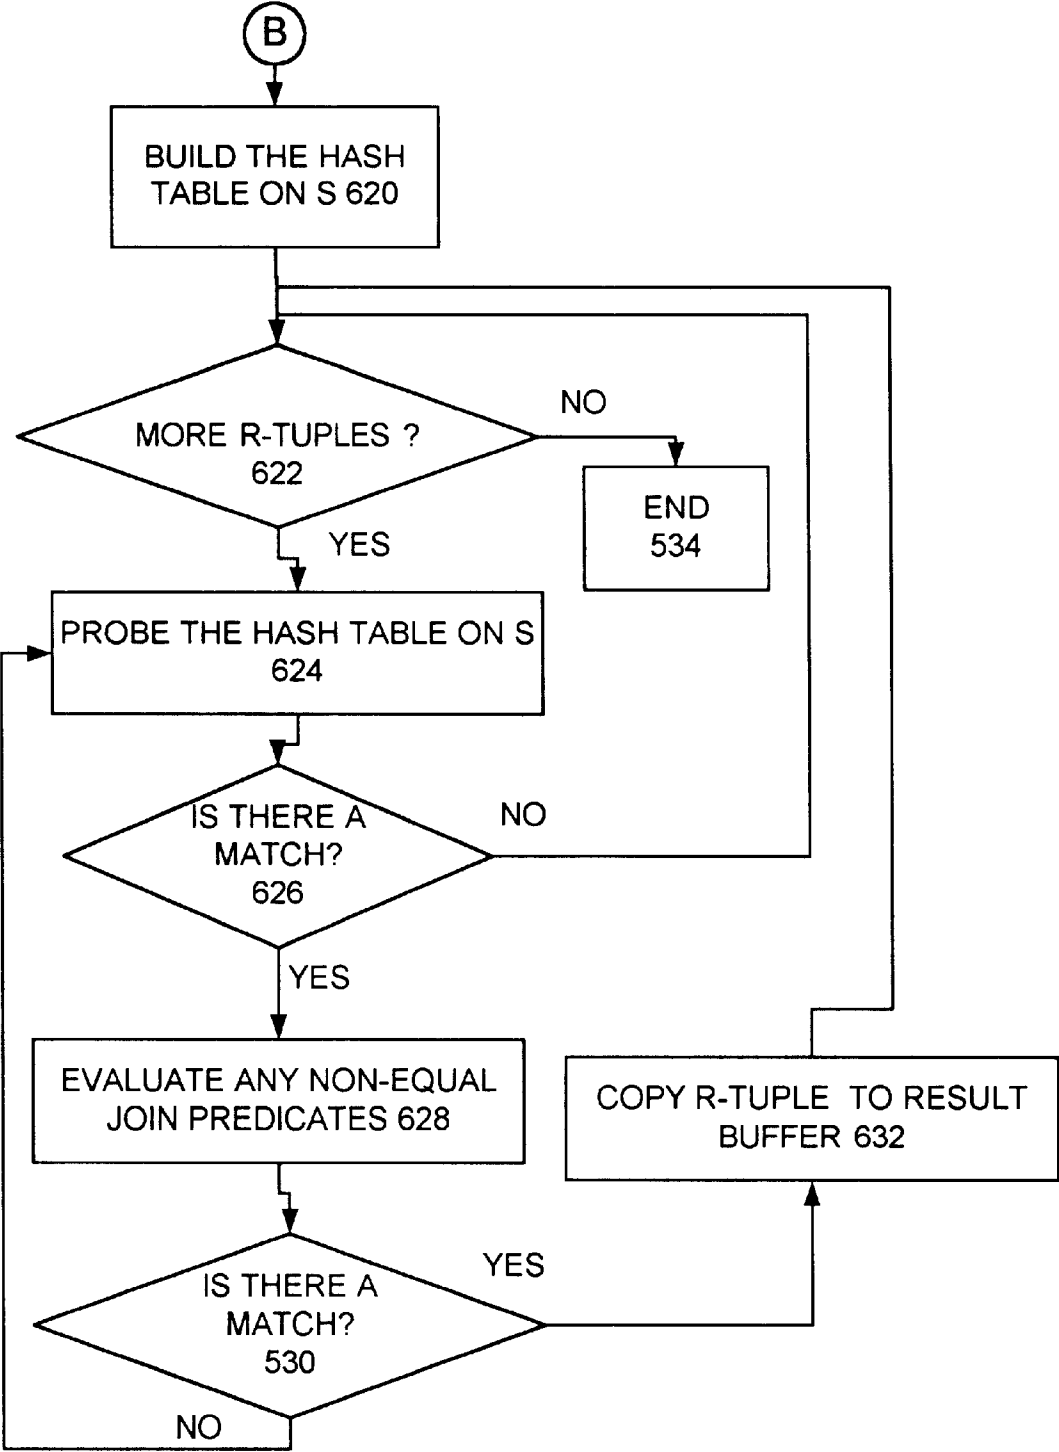 B
BUILD THE HASH
TABLE ON S 620
NO
MORE R-TUPLES ?
622
END
534
YES
PROBE THE HASH TABLE ON S
624
IS THERE A
MATCH?
626
NO
YES
EVALUATE ANY NON-EQUAL
JOIN PREDICATES 628
COPY R-TUPLE TO RESULT
BUFFER 632
YES
IS THERE A
MATCH?
530
NO